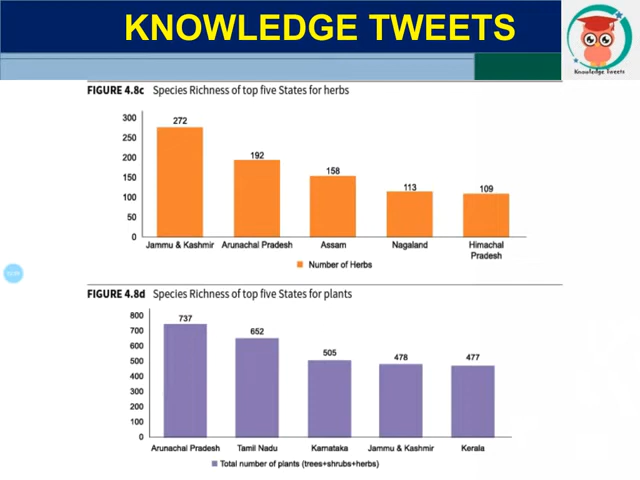 KNOWLEDGE TWEETS
Knowledge Tweets
FIGURE 4.8c Species Richness of top five States for herbs
300
250
200
150
100
50
0
272
192
158
113
109
Jammu & Kashmir Arunachal Pradesh Assam Nagaland Himachal
Pradesh
Number of Herbs
FIGURE 4.8d Species Richness of top five States for plants
800
700
600
500
400
300
200
100
0
737
652
505
478
477
Arunachal Pradesh Tamil Nadu Karnataka Jammu & Kashmir Kerala
Total number of plants (trees+shrubs+herbs)